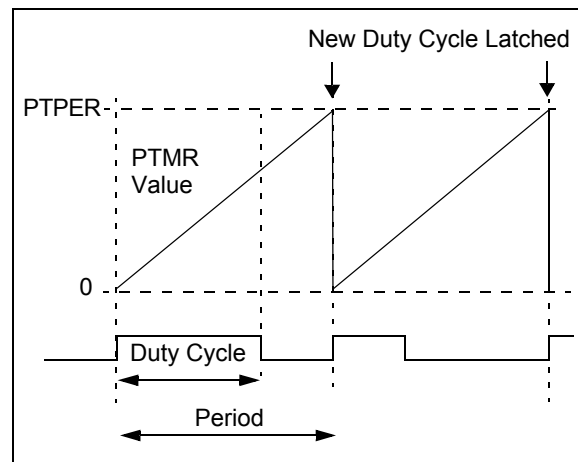 New Duty Cycle Latched
PTPER
PTMR
Value
0
Duty Cycle
Period